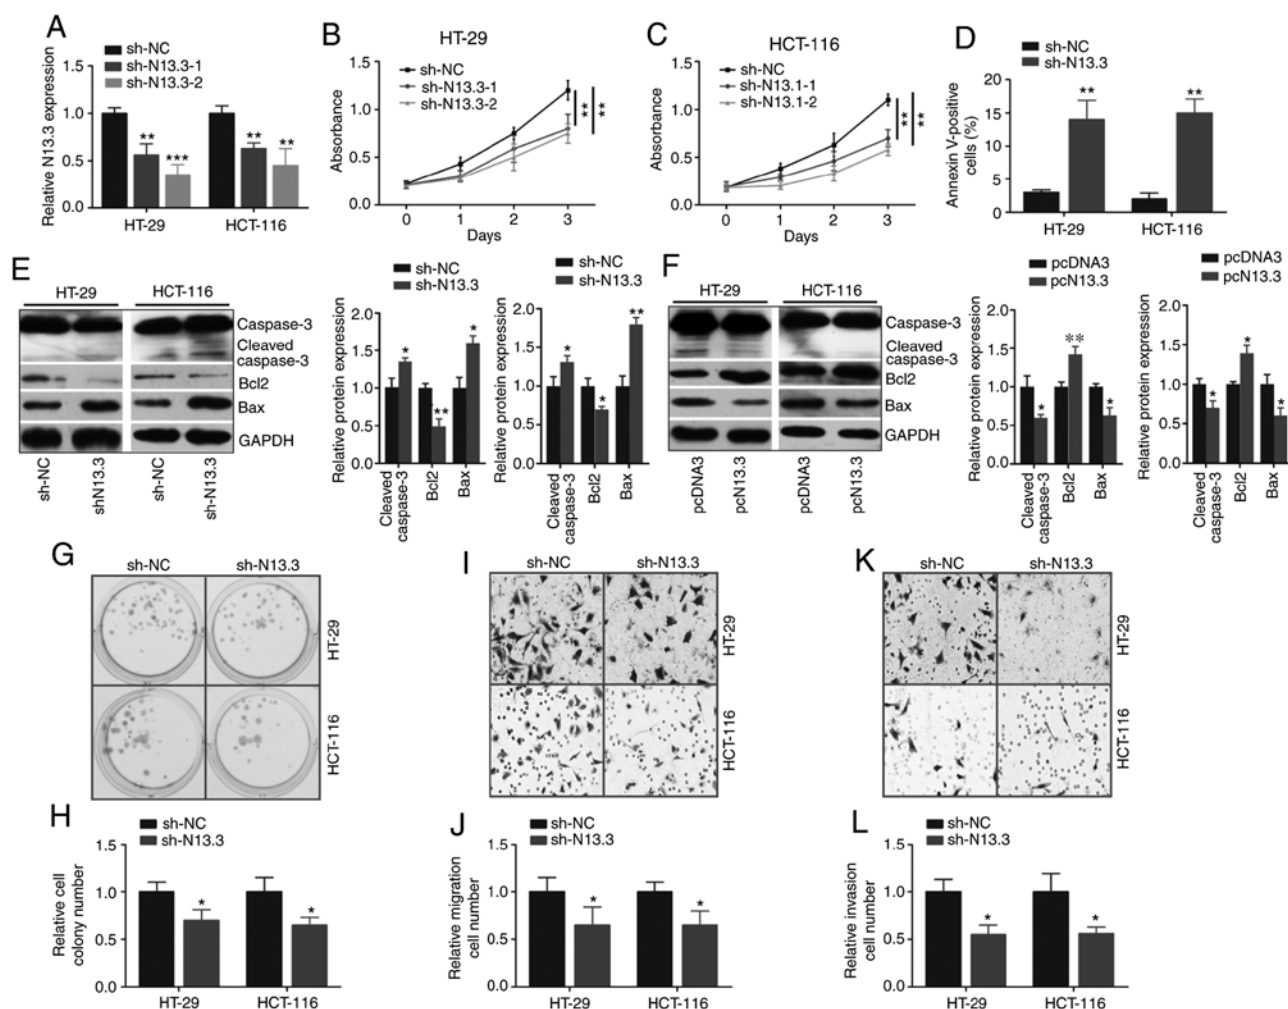 A
sh-NC
sh-N13.3-1
sh-N13.3-2
Relative N13.3 expression
1.5
1.0
0.5
0.0
**
***
**
**
HT-29
HCT-116
B
HT-29
sh-NC
sh-N13.3-1
sh-N13.3-2
Absorbance
1.5
1.0
0.5
0.0
**
**
0
1
2
3
Days
C
HCT-116
sh-NC
sh-N13.1-1
sh-N13.1-2
Absorbance
1.5
1.0
0.5
0.0
**
**
0
1
2
3
Days
D
sh-NC
sh-N13.3
Annexin V-positive
cells (%)
20
15
10
5
0
**
**
HT-29
HCT-116
E
HT-29
HCT-116
Caspase-3
Cleaved
caspase-3
Bcl2
Bax
GAPDH
sh-NC
shN13.3
sh-NC
sh-N13.3
sh-NC
sh-N13.3
Relative protein expression
2.0
1.5
1.0
0.5
0.0
*
**
*
Cleaved
caspase-3
Bcl2
Bax
sh-NC
sh-N13.3
Relative protein expression
2.0
1.5
1.0
0.5
0.0
*
*
**
Cleaved
caspase-3
Bcl2
Bax
F
HT-29
HCT-116
Caspase-3
Cleaved
caspase-3
Bcl2
Bax
GAPDH
pcDNA3
pcN13.3
pcDNA3
pcN13.3
pcDNA3
pcN13.3
Relative protein expression
2.0
1.5
1.0
0.5
0.0
*
**
*
Cleaved
caspase-3
Bcl2
Bax
pcDNA3
pcN13.3
Relative protein expression
2.0
1.5
1.0
0.5
0.0
*
*
*
Cleaved
caspase-3
Bcl2
Bax
G
sh-NC
sh-N13.3
HT-29
HCT-116
I
sh-NC
sh-N13.3
HT-29
HCT-116
K
sh-NC
sh-N13.3
HT-29
HCT-116
H
sh-NC
sh-N13.3
Relative cell
colony number
1.5
1.0
0.5
0.0
*
*
HT-29
HCT-116
J
sh-NC
sh-N13.3
Relative migration
cell number
1.5
1.0
0.5
0.0
*
*
HT-29
HCT-116
L
sh-NC
sh-N13.3
Relative invasion
cell number
1.5
1.0
0.5
0.0
*
*
HT-29
HCT-116